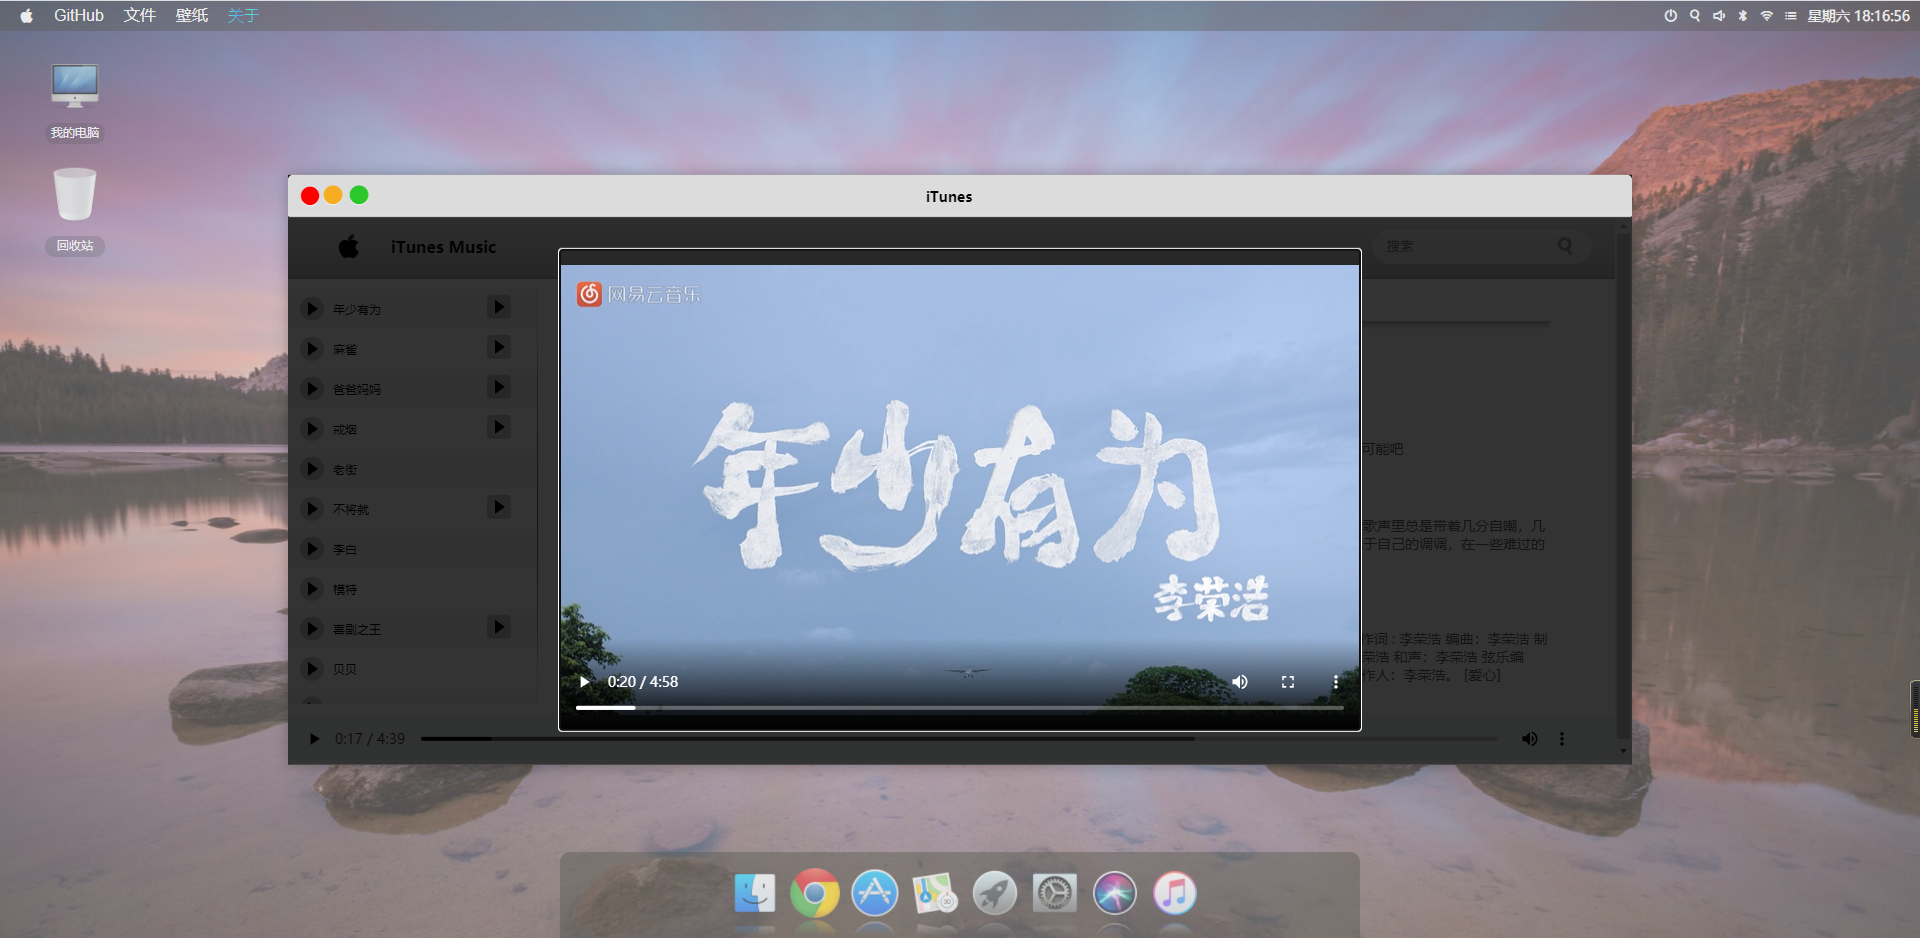 GitHub 文件 壁纸 关于
星期六 18:16:56
我的电脑
回收站
iTunes
iTunes Music
搜索
年少有为
麻雀
爸爸妈妈
戒烟
老街
不将就
李白
模特
喜剧之王
贝贝
网易云音乐
年少有为
李荣浩
0:20 / 4:58
可能吧
歌声里总是带着几分自嘲，几
于自己的调调，在一些难过的
作词：李荣浩 编曲：李荣浩 制
荣浩 和声：李荣浩 弦乐编
作人：李荣浩。 [爱心]
0:17 / 4:39